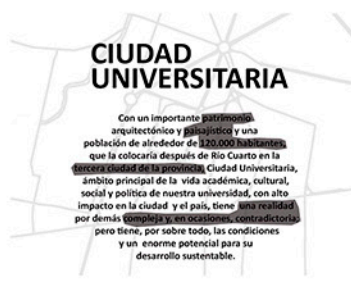 CIUDAD
UNIVERSITARIA
Con un importante patrimonio
arquitectónico y paisajístico y una
población de alrededor de 120.000 habitantes,
que la colocaría después de Río Cuarto en la
tercera ciudad de la provincia, Ciudad Universitaria,
ámbito principal de la vida académica, cultural,
social y política de nuestra universidad, con alto
impacto en la ciudad y el país, tiene una realidad
por demás compleja y, en ocasiones, contradictoria,
pero tiene, por sobre todo, las condiciones
y un enorme potencial para su
desarrollo sustentable.